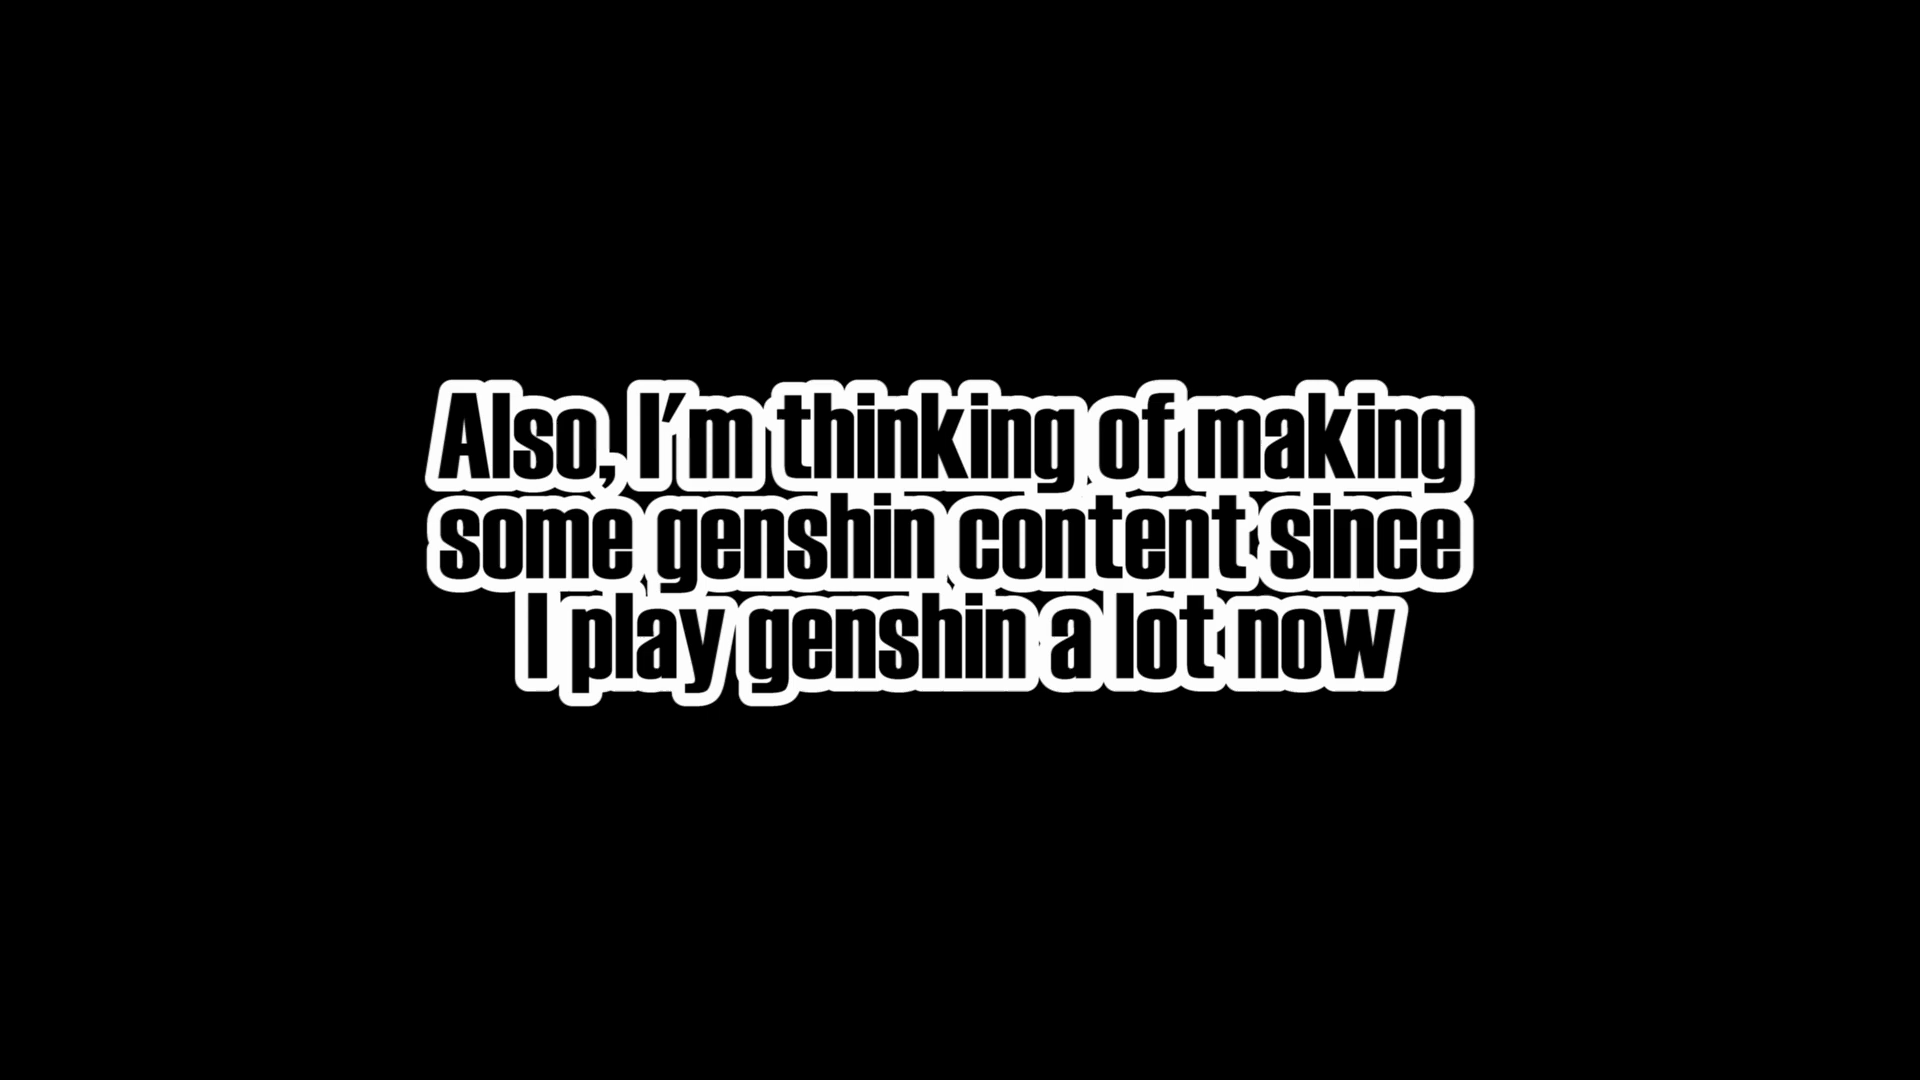 Also, I'm thinking of making
some genshin content since
I play genshin a lot now